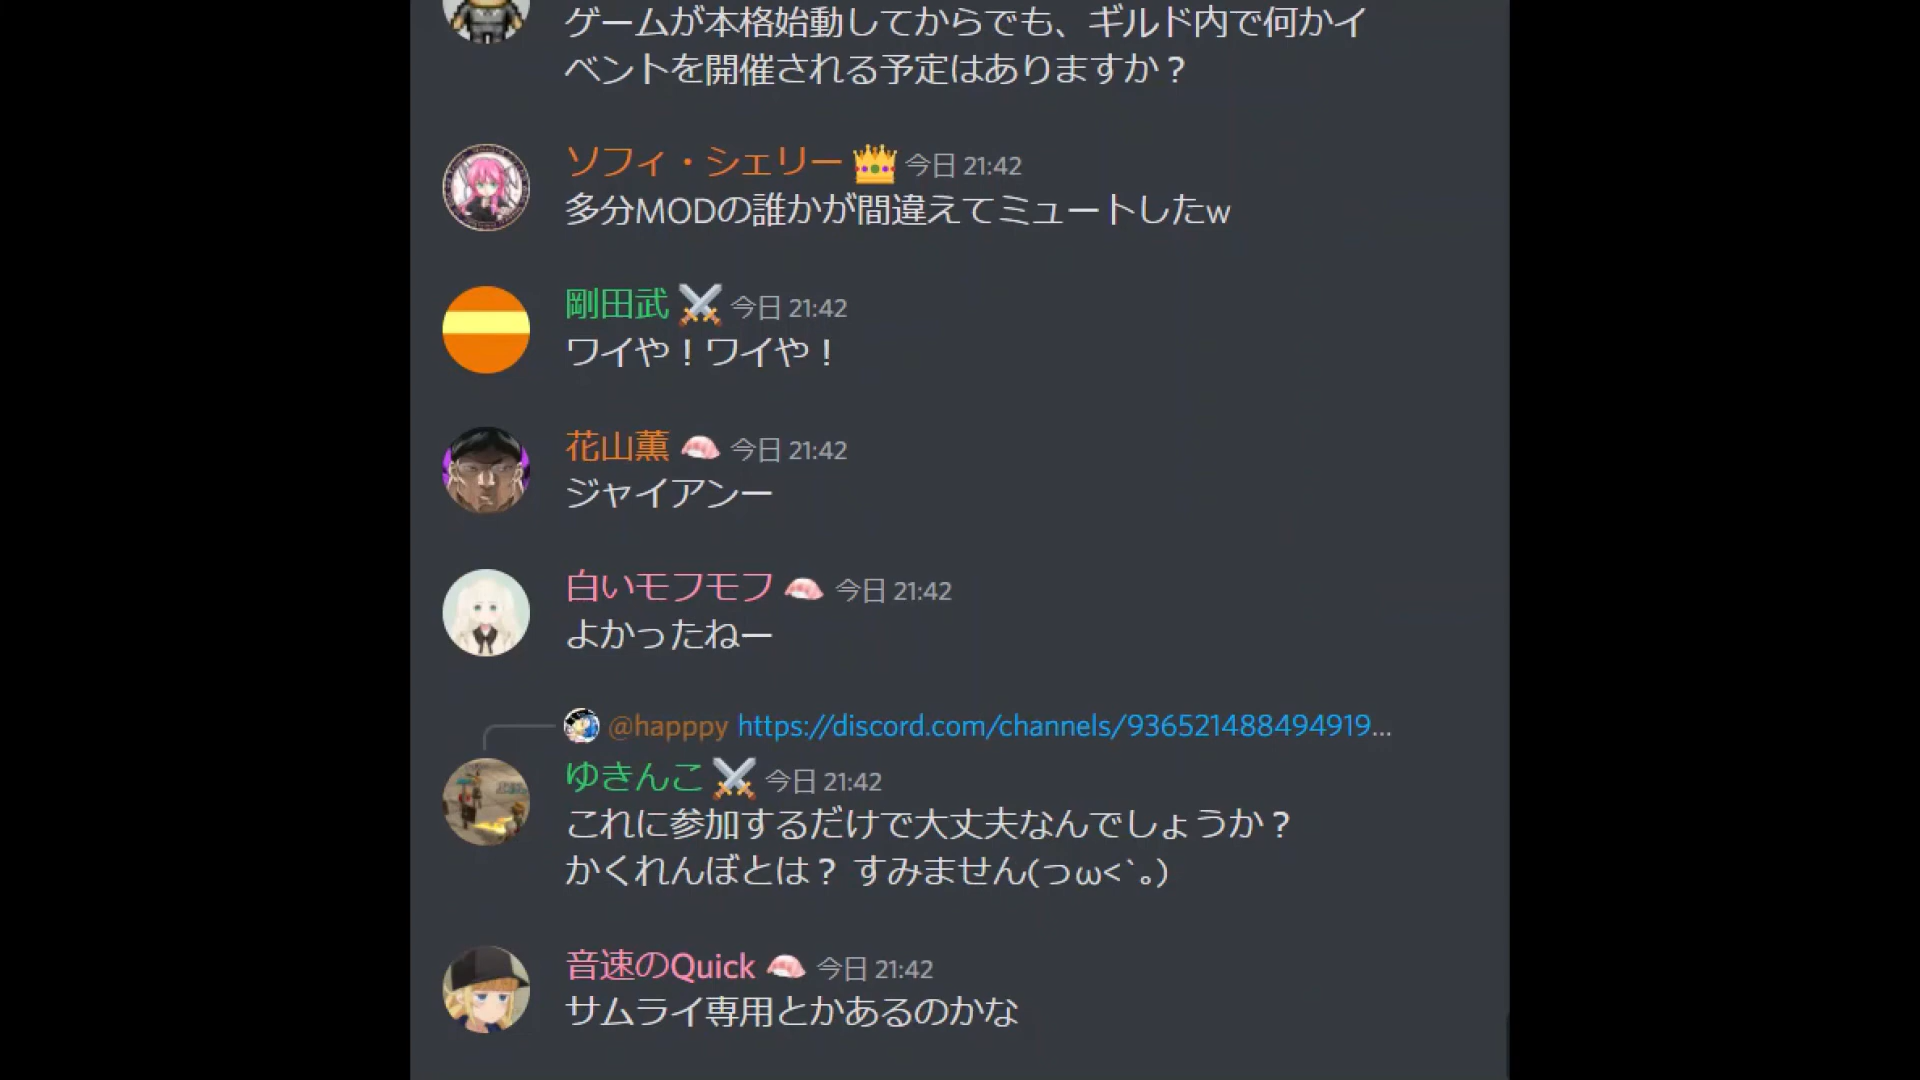 ゲームが本格始動してからでも、ギルド内で何かイ
ベントを開催される予定はありますか？
ソフィ・シェリー 今日 21:42
多分MODの誰かが間違えてミュートしたw
剛田武 今日 21:42
ワイや！ワイや！
花山薫 今日 21:42
ジャイアンー
白いモフモフ 今日 21:42
よかったねー
@happpy https://discord.com/channels/936521488494919...
ゆきんこ 今日 21:42
これに参加するだけで大丈夫なんでしょうか？
かくれんぼとは？ すみません(っω<`｡)
音速のQuick 今日 21:42
サムライ専用とかあるのかな